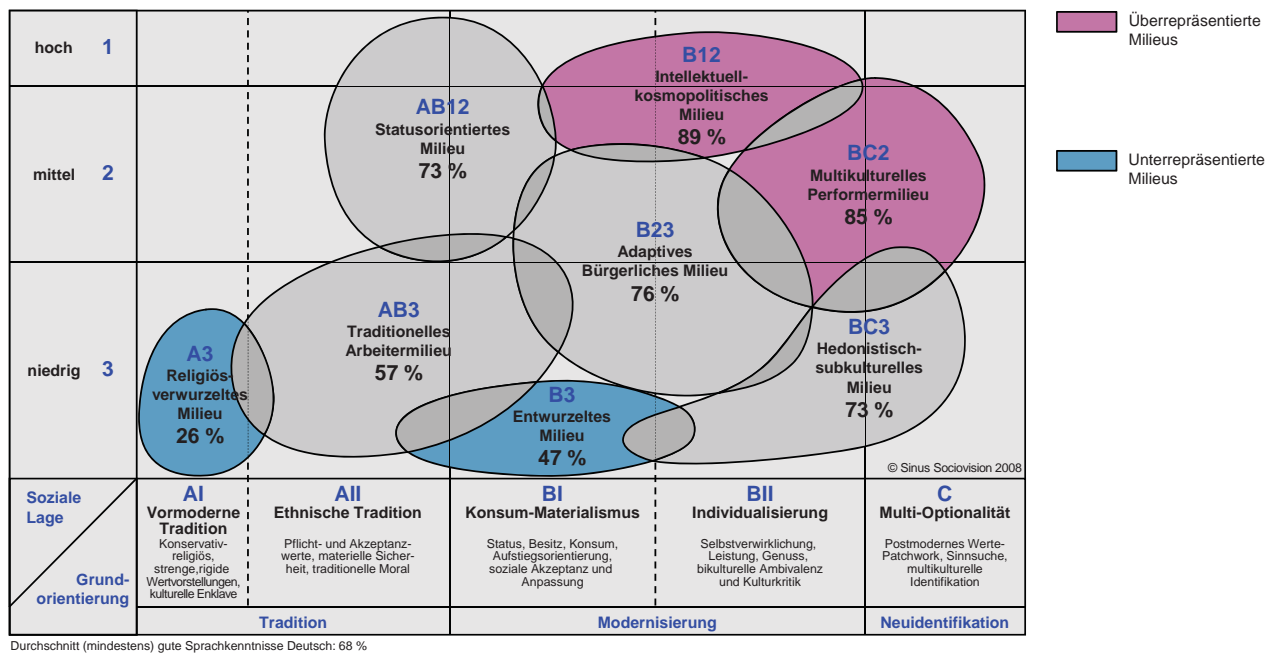 hoch 1
mittel 2
niedrig 3
AB12
Statusorientiertes
Milieu
73 %
B12
Intellektuell-
kosmopolitisches
Milieu
89 %
BC2
Multikulturelles
Performermilieu
85 %
B23
Adaptives
Bürgerliches Milieu
76 %
AB3
Traditionelles
Arbeitermilieu
57 %
A3
Religiös-
verwurzeltes
Milieu
26 %
B3
Entwurzeltes
Milieu
47 %
BC3
Hedonistisch-
subkulturelles
Milieu
73 %
© Sinus Sociovision 2008
Überrepräsentierte
Milieus
Unterrepräsentierte
Milieus
Soziale
Lage
Grund-
orientierung
AI
Vormoderne
Tradition
Konservativ-
religiös,
strenge,rigide
Wertvorstellungen,
kulturelle Enklave
AII
Ethnische Tradition
Pflicht- und Akzeptanz-
werte, materielle Sicher-
heit, traditionelle Moral
BI
Konsum-Materialismus
Status, Besitz, Konsum,
Aufstiegsorientierung,
soziale Akzeptanz und
Anpassung
BII
Individualisierung
Selbstverwirklichung,
Leistung, Genuss,
bikulturelle Ambivalenz
und Kulturkritik
C
Multi-Optionalität
Postmodernes Werte-
Patchwork, Sinnsuche,
multikulturelle
Identifikation
Tradition
Modernisierung
Neuidentifikation
Durchschnitt (mindestens) gute Sprachkenntnisse Deutsch: 68 %